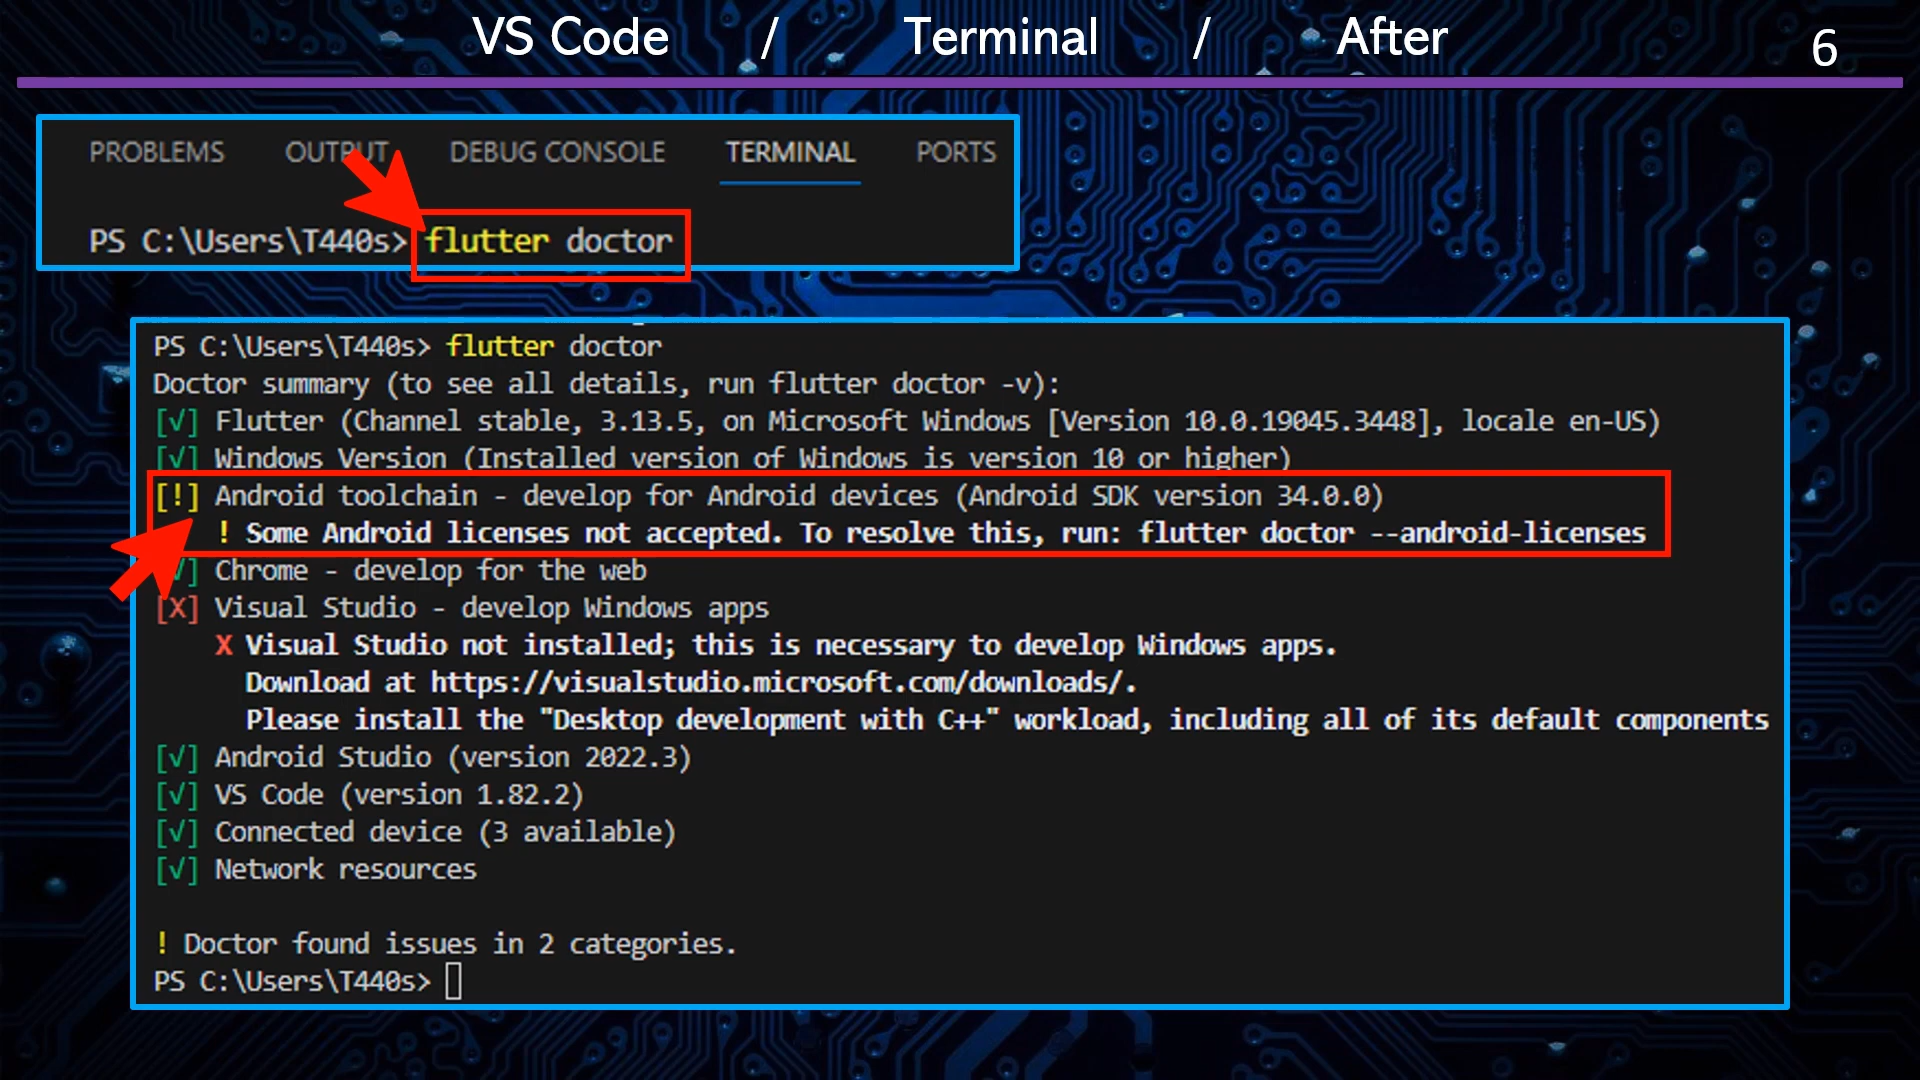 VS Code / Terminal / After 6
PROBLEMS OUTPUT DEBUG CONSOLE TERMINAL PORTS
PS C:\Users\T440s> flutter doctor
PS C:\Users\T440s> flutter doctor
Doctor summary (to see all details, run flutter doctor -v):
[√] Flutter (Channel stable, 3.13.5, on Microsoft Windows [Version 10.0.19045.3448], locale en-US)
[√] Windows Version (Installed version of Windows is version 10 or higher)
[!] Android toolchain - develop for Android devices (Android SDK version 34.0.0)
! Some Android licenses not accepted. To resolve this, run: flutter doctor --android-licenses
[√] Chrome - develop for the web
[X] Visual Studio - develop Windows apps
X Visual Studio not installed; this is necessary to develop Windows apps.
Download at https://visualstudio.microsoft.com/downloads/.
Please install the "Desktop development with C++" workload, including all of its default components
[√] Android Studio (version 2022.3)
[√] VS Code (version 1.82.2)
[√] Connected device (3 available)
[√] Network resources
! Doctor found issues in 2 categories.
PS C:\Users\T440s>